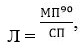 Л = МП⁹⁰/СП,